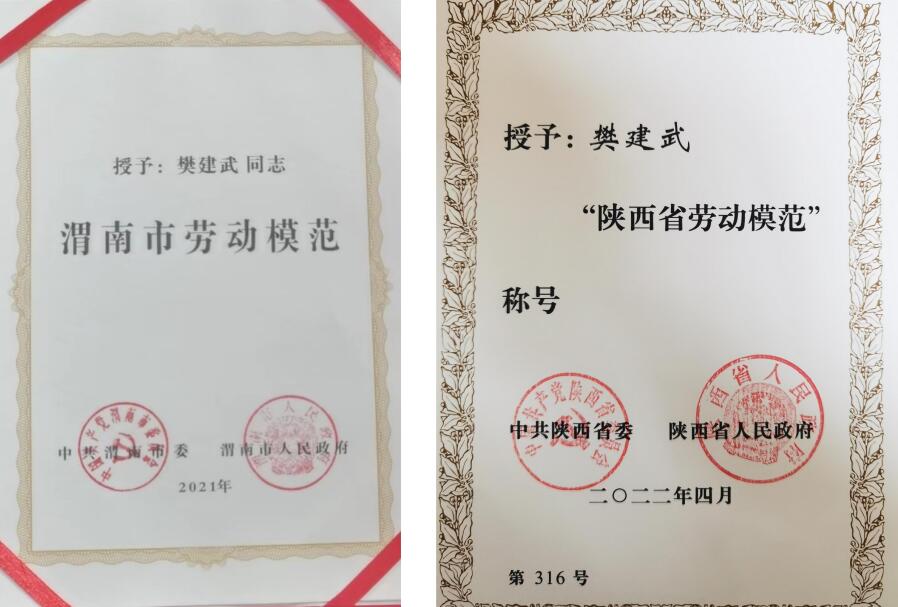 授予：樊建武 同志
渭南市劳动模范
中共渭南市委 渭南市人民政府
2021年
授予：樊建武
“陕西省劳动模范”
称号
中共陕西省委 陕西省人民政府
二〇二二年四月
第 316 号